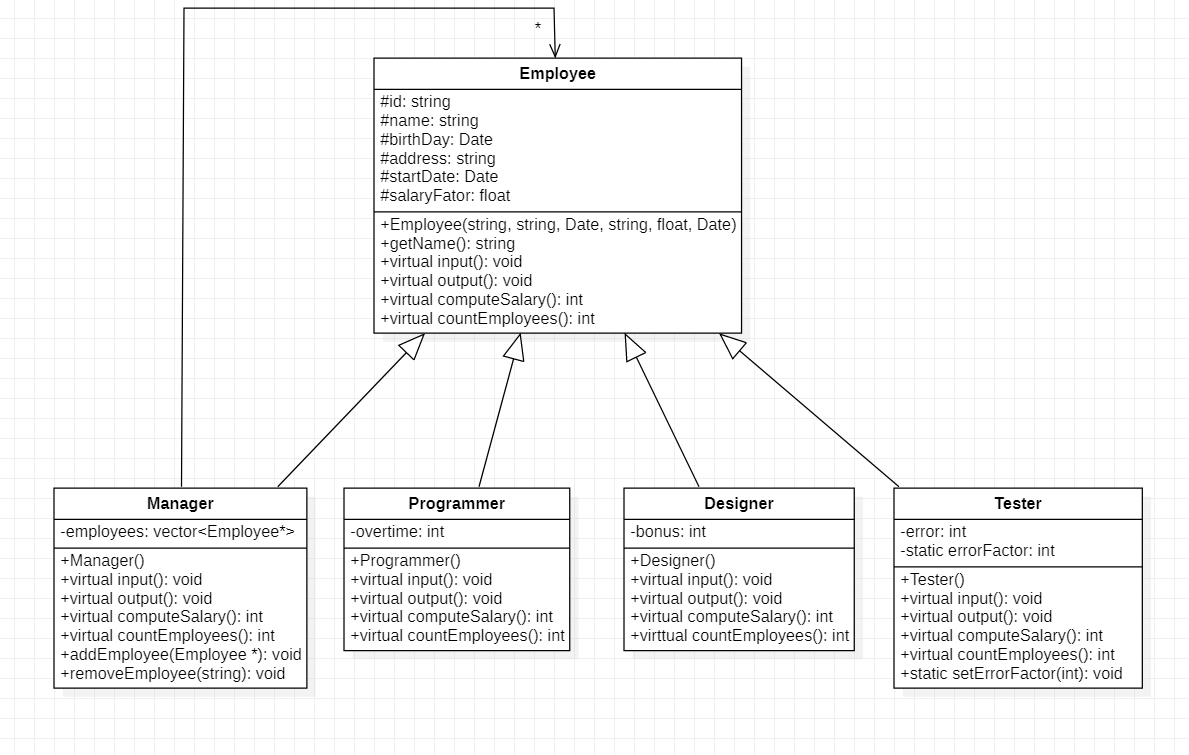 *
Employee
#id: string
#name: string
#birthDay: Date
#address: string
#startDate: Date
#salaryFator: float
+Employee(string, string, Date, string, float, Date)
+getName(): string
+virtual input(): void
+virtual output(): void
+virtual computeSalary(): int
+virtual countEmployees(): int
Manager
-employees: vector<Employee*>
+Manager()
+virtual input(): void
+virtual output(): void
+virtual computeSalary(): int
+virtual countEmployees(): int
+addEmployee(Employee *): void
+removeEmployee(string): void
Programmer
-overtime: int
+Programmer()
+virtual input(): void
+virtual output(): void
+virtual computeSalary(): int
+virtual countEmployees(): int
Designer
-bonus: int
+Designer()
+virtual input(): void
+virtual output(): void
+virtual computeSalary(): int
+virttual countEmployees(): int
Tester
-error: int
-static errorFactor: int
+Tester()
+virtual input(): void
+virtual output(): void
+virtual computeSalary(): int
+virtual countEmployees(): int
+static setErrorFactor(int): void